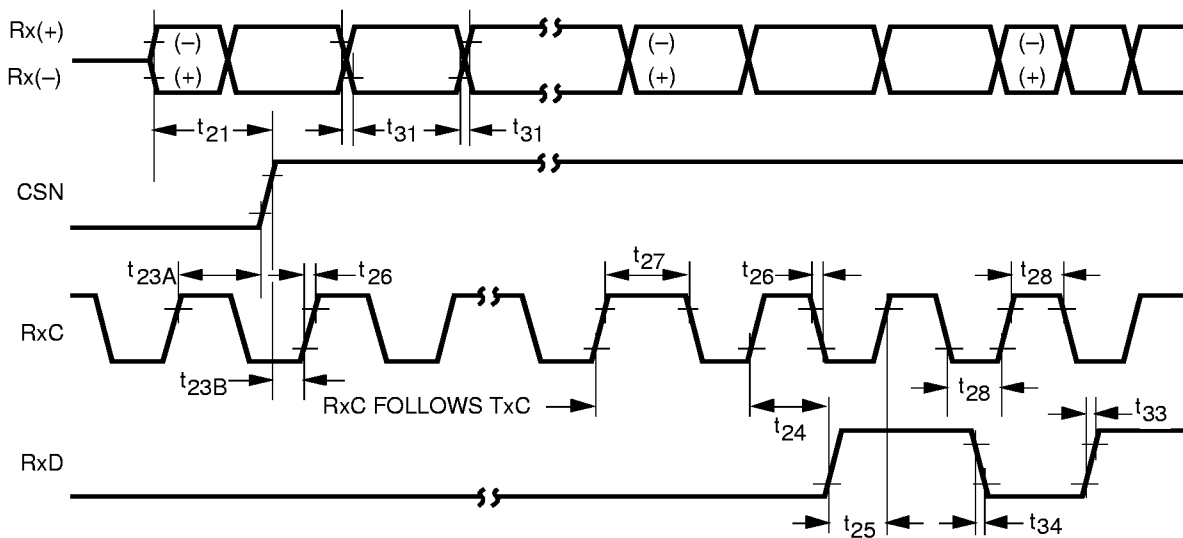 Rx(+)
(–) (–) (–)
Rx(–)
(+) (+) (+)
t21 t31 t31
CSN
t23A t26 t27 t26 t28
RxC
t23B t28
RxC FOLLOWS TxC
t24 t33
RxD
t25 t34